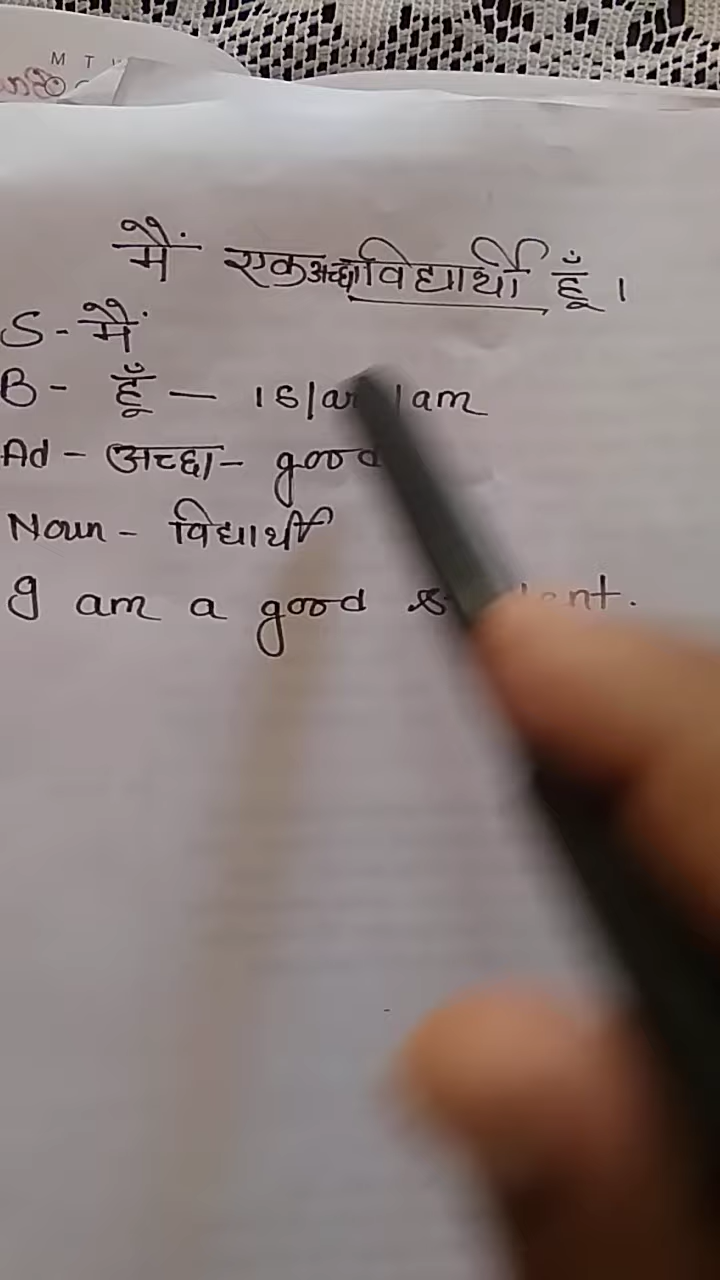 M T
मैं एक अच्छा विद्यार्थी हूँ ।
S - मैं
B - हूँ — is/ /am
Ad - अच्छा - good
Noun - विद्यार्थी
I am a good